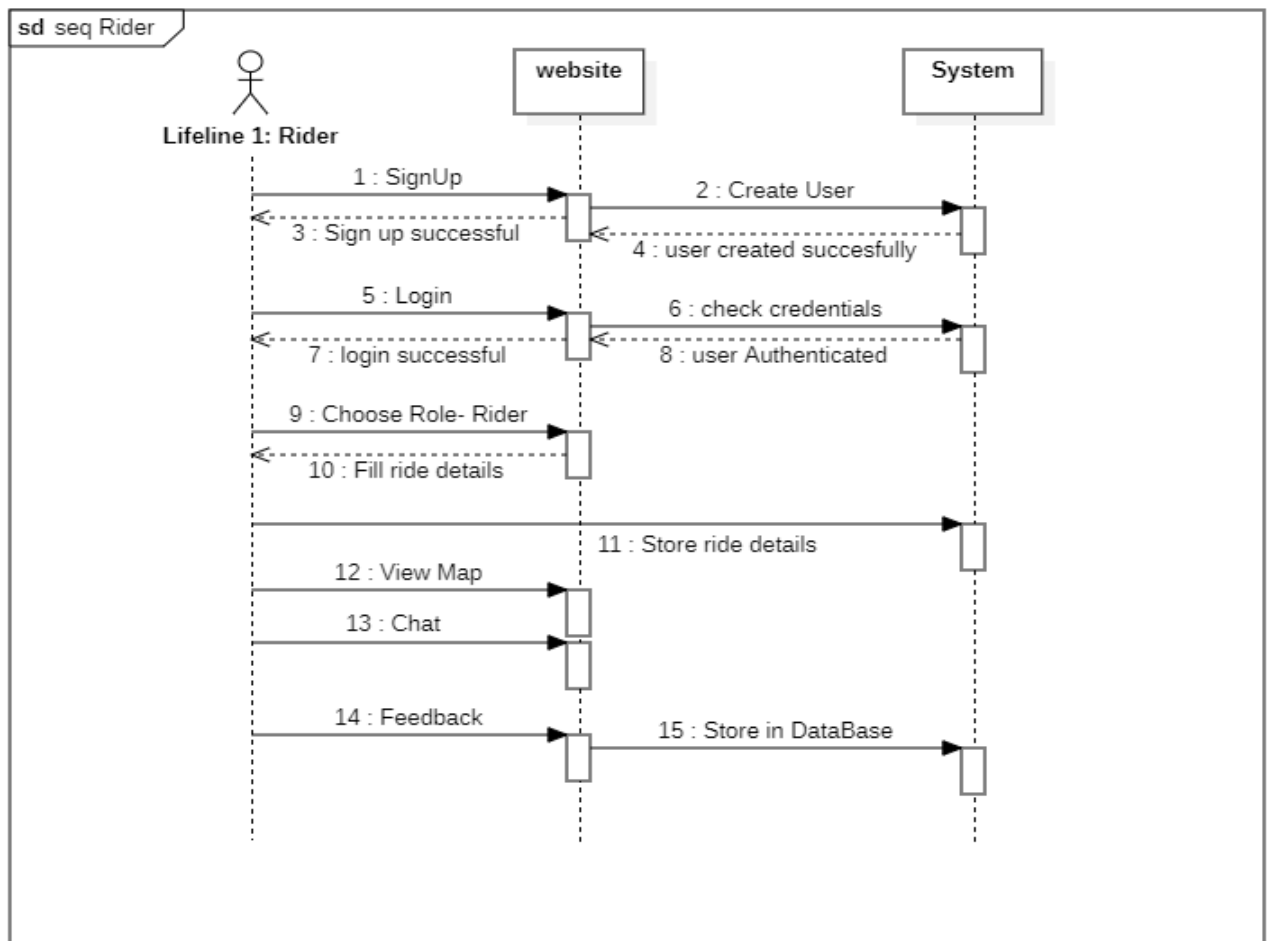 sd seq Rider
website
System
Lifeline 1: Rider
1 : SignUp
2 : Create User
3 : Sign up successful
4 : user created succesfully
5 : Login
6 : check credentials
7 : login successful
8 : user Authenticated
9 : Choose Role- Rider
10 : Fill ride details
11 : Store ride details
12 : View Map
13 : Chat
14 : Feedback
15 : Store in DataBase